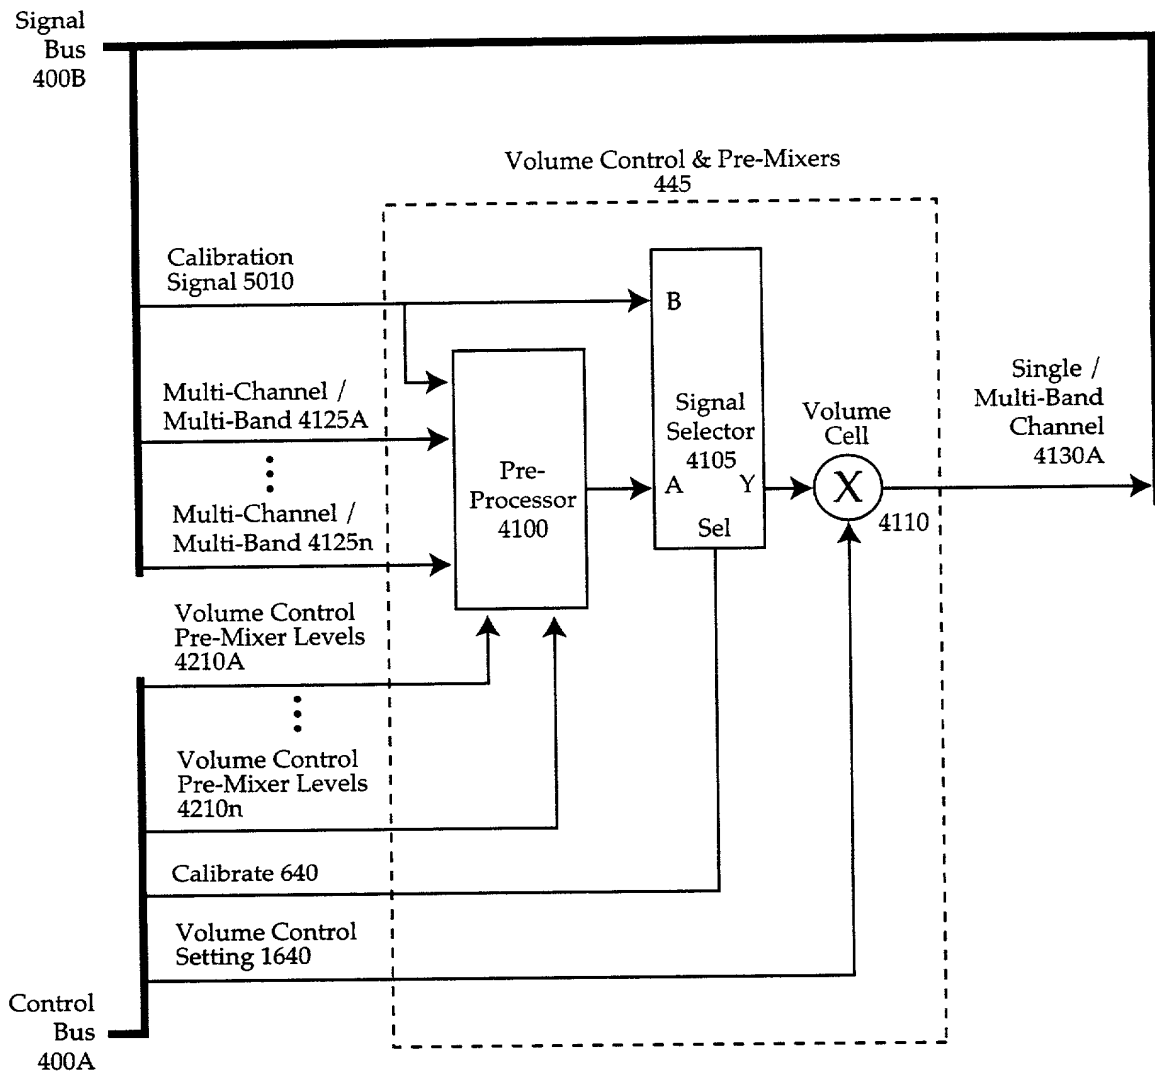 Signal
Bus
400B
Volume Control & Pre-Mixers
445
Calibration
Signal 5010
B
Multi-Channel /
Multi-Band 4125A
Multi-Channel /
Multi-Band 4125n
Pre-
Processor
4100
Signal
Selector
4105
A
Y
Sel
Volume
Cell
X
4110
Single /
Multi-Band
Channel
4130A
Volume Control
Pre-Mixer Levels
4210A
Volume Control
Pre-Mixer Levels
4210n
Calibrate 640
Volume Control
Setting 1640
Control
Bus
400A